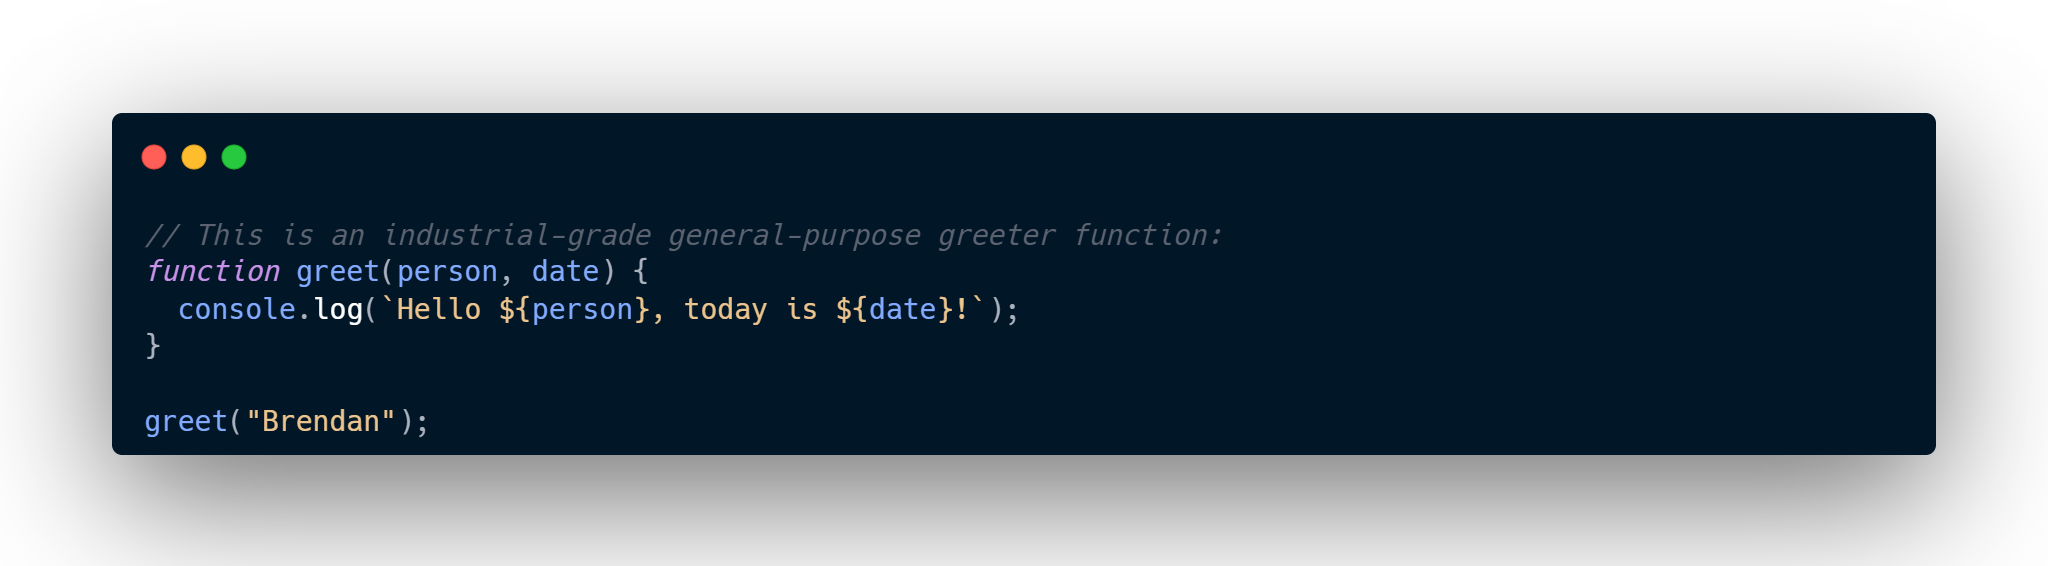 // This is an industrial-grade general-purpose greeter function:
function greet(person, date) {
  console.log(`Hello ${person}, today is ${date}!`);
}

greet("Brendan");